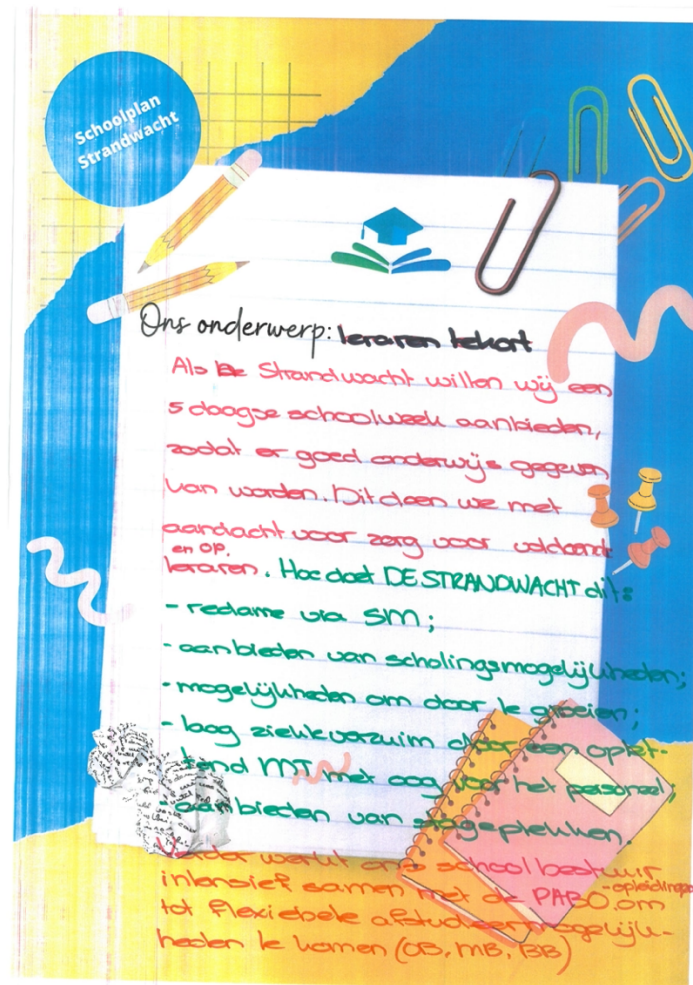 Schoolplan
Strandwacht
Ons onderwerp: leraren tekort
Als De Strandwacht willen wij een
5 daagse schoolweek aanbieden,
zodat er goed onderwijs gegeven
kan worden. Dit doen we met
aandacht voor zorg voor voldoende
en OP.
leraren. Hoe doet DE STRANDWACHT dit:
- reclame via SIM;
- aanbieden van scholingsmogelijkheden;
- mogelijkheden om door te groeien;
- laag ziekteverzuim door een oplet-
tend MT met oog voor het personeel;
- aanbieden van stageplekken.
Verder werkt ons schoolbestuur
intensief samen met de PABO-opleidingen om
tot flexiebele afstudeermogelijk-
heden te komen (OB, MB, BB)